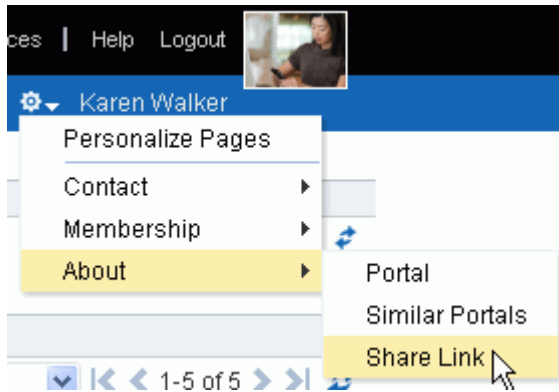 ces | Help Logout
Karen Walker
Personalize Pages
Contact
Membership
About
Portal
Similar Portals
Share Link
1-5 of 5